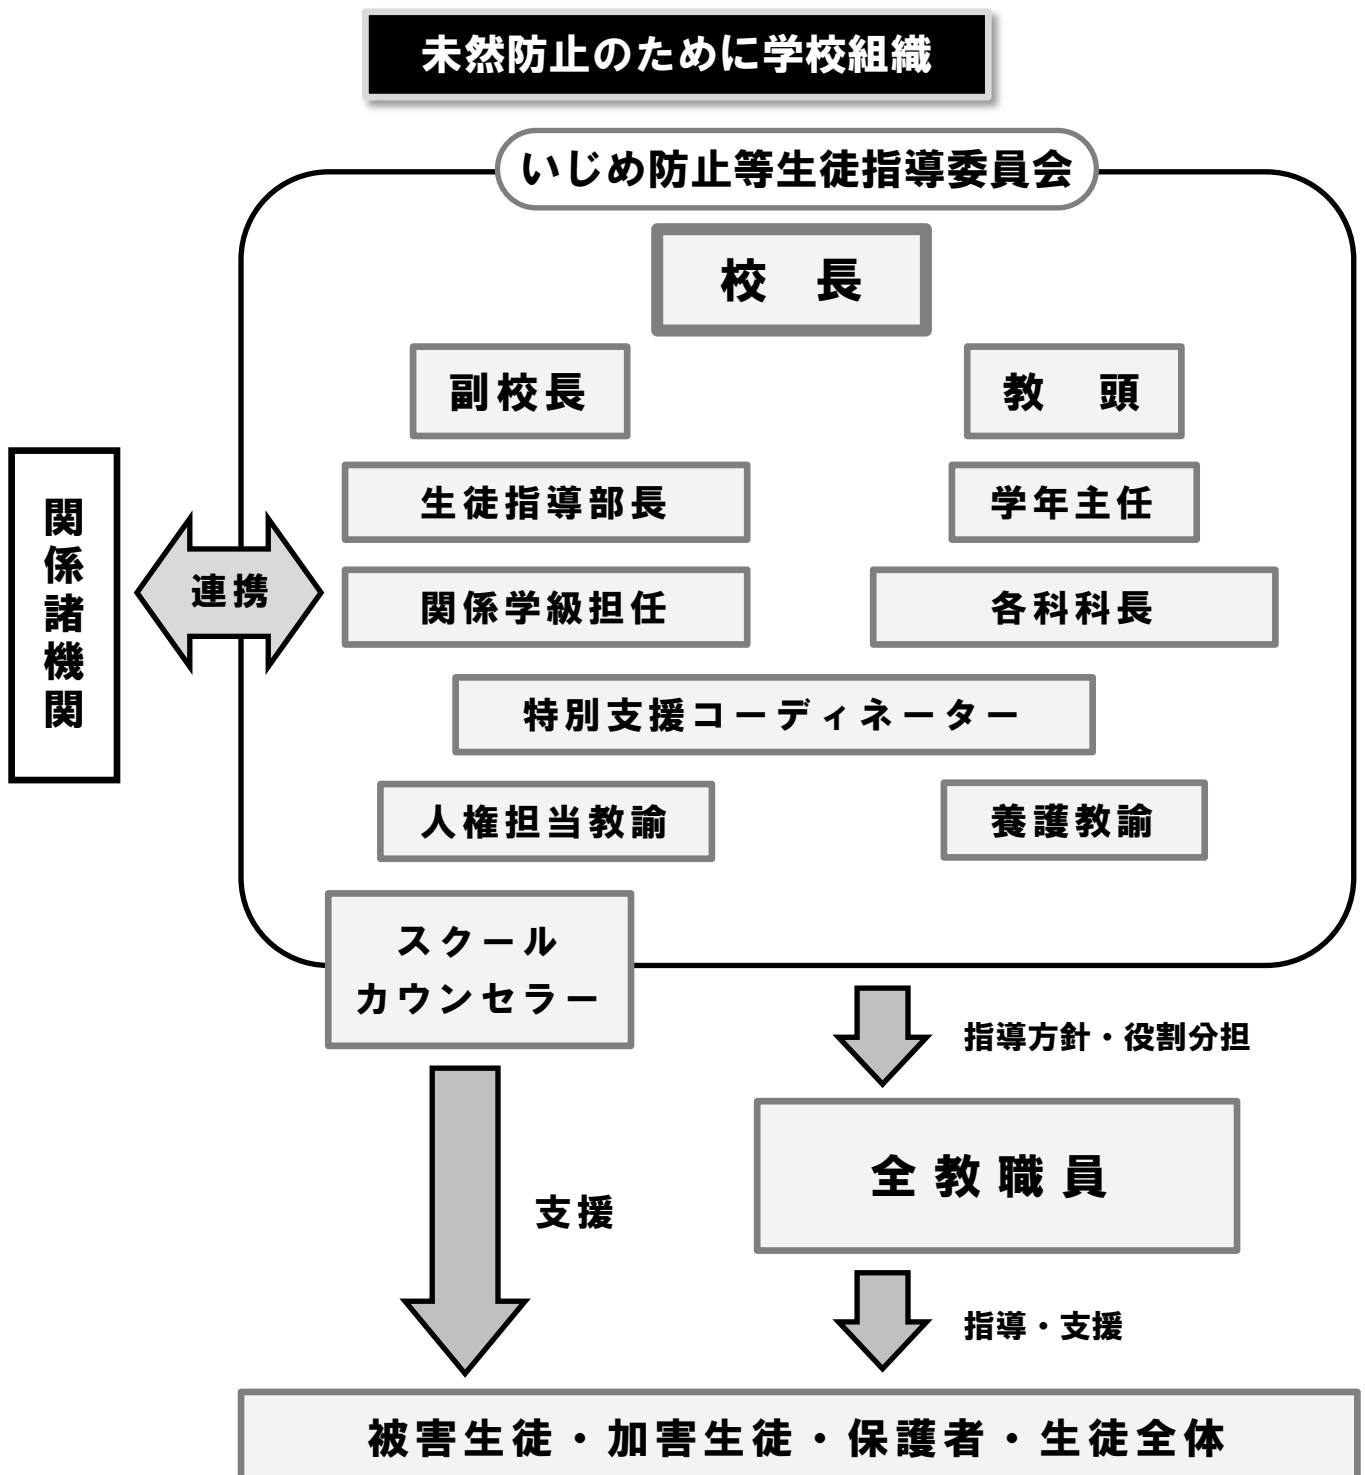 未然防止のために学校組織
いじめ防止等生徒指導委員会
校　長
副校長
教　頭
生徒指導部長
学年主任
関係諸機関
連携
関係学級担任
各科科長
特別支援コーディネーター
人権担当教諭
養護教諭
スクール
カウンセラー
指導方針・役割分担
全教職員
支援
指導・支援
被害生徒・加害生徒・保護者・生徒全体